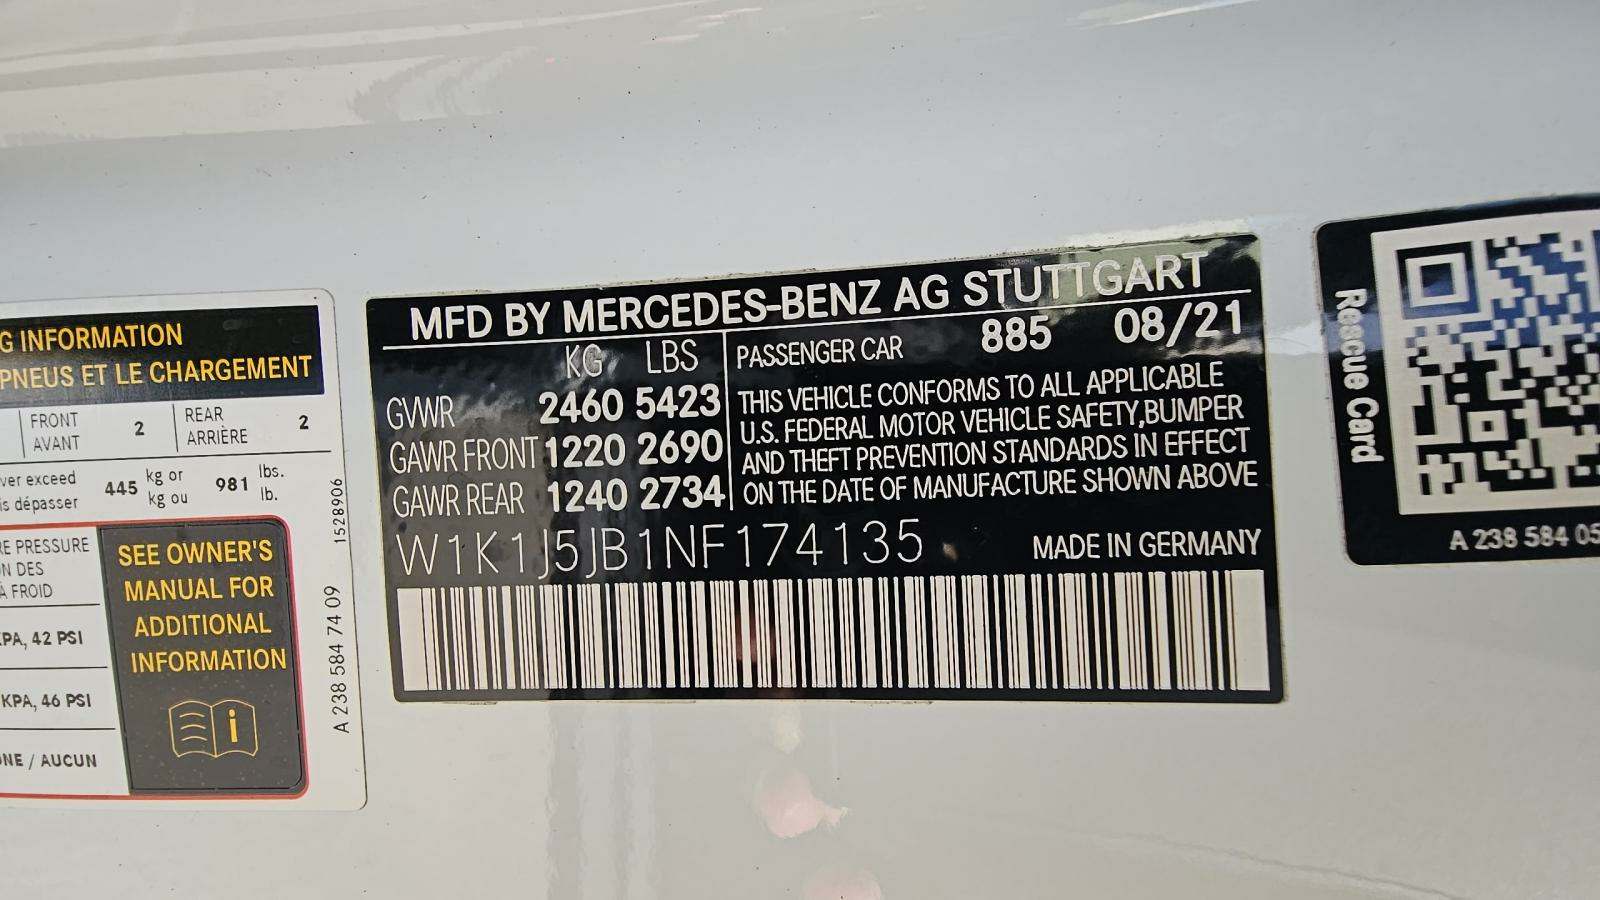 G INFORMATION
PNEUS ET LE CHARGEMENT
FRONT
AVANT
2
REAR
ARRIÈRE
2
ver exceed
is dépasser
445
kg or
kg ou
981
lbs.
lb.
RE PRESSURE
N DES
À FROID
KPA, 42 PSI
KPA, 46 PSI
NE / AUCUN
SEE OWNER'S
MANUAL FOR
ADDITIONAL
INFORMATION
A 238 584 74 09
1528906
MFD BY MERCEDES-BENZ AG STUTTGART
KG LBS
GVWR 2460 5423
GAWR FRONT 1220 2690
GAWR REAR 1240 2734
PASSENGER CAR 885 08/21
THIS VEHICLE CONFORMS TO ALL APPLICABLE
U.S. FEDERAL MOTOR VEHICLE SAFETY,BUMPER
AND THEFT PREVENTION STANDARDS IN EFFECT
ON THE DATE OF MANUFACTURE SHOWN ABOVE
W1K1J5JB1NF174135
MADE IN GERMANY
Rescue Card
A 238 584 05